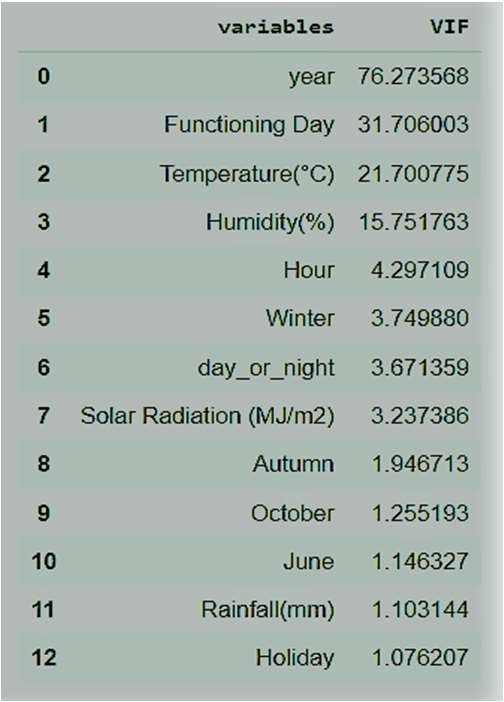 variables VIF
0 year 76.273568
1 Functioning Day 31.706003
2 Temperature(°C) 21.700775
3 Humidity(%) 15.751763
4 Hour 4.297109
5 Winter 3.749880
6 day_or_night 3.671359
7 Solar Radiation (MJ/m2) 3.237386
8 Autumn 1.946713
9 October 1.255193
10 June 1.146327
11 Rainfall(mm) 1.103144
12 Holiday 1.076207